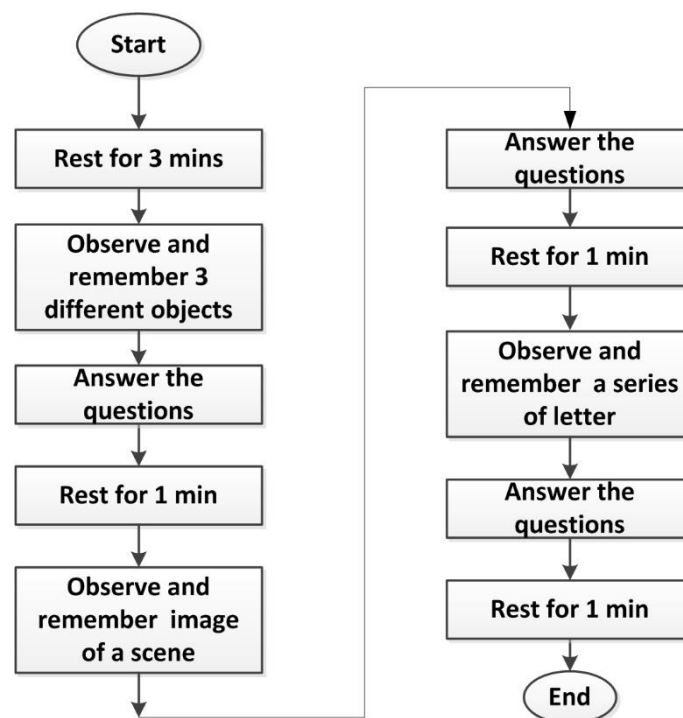 Start
Rest for 3 mins
Observe and
remember 3
different objects
Answer the
questions
Rest for 1 min
Observe and
remember image
of a scene
Answer the
questions
Rest for 1 min
Observe and
remember a series
of letter
Answer the
questions
Rest for 1 min
End